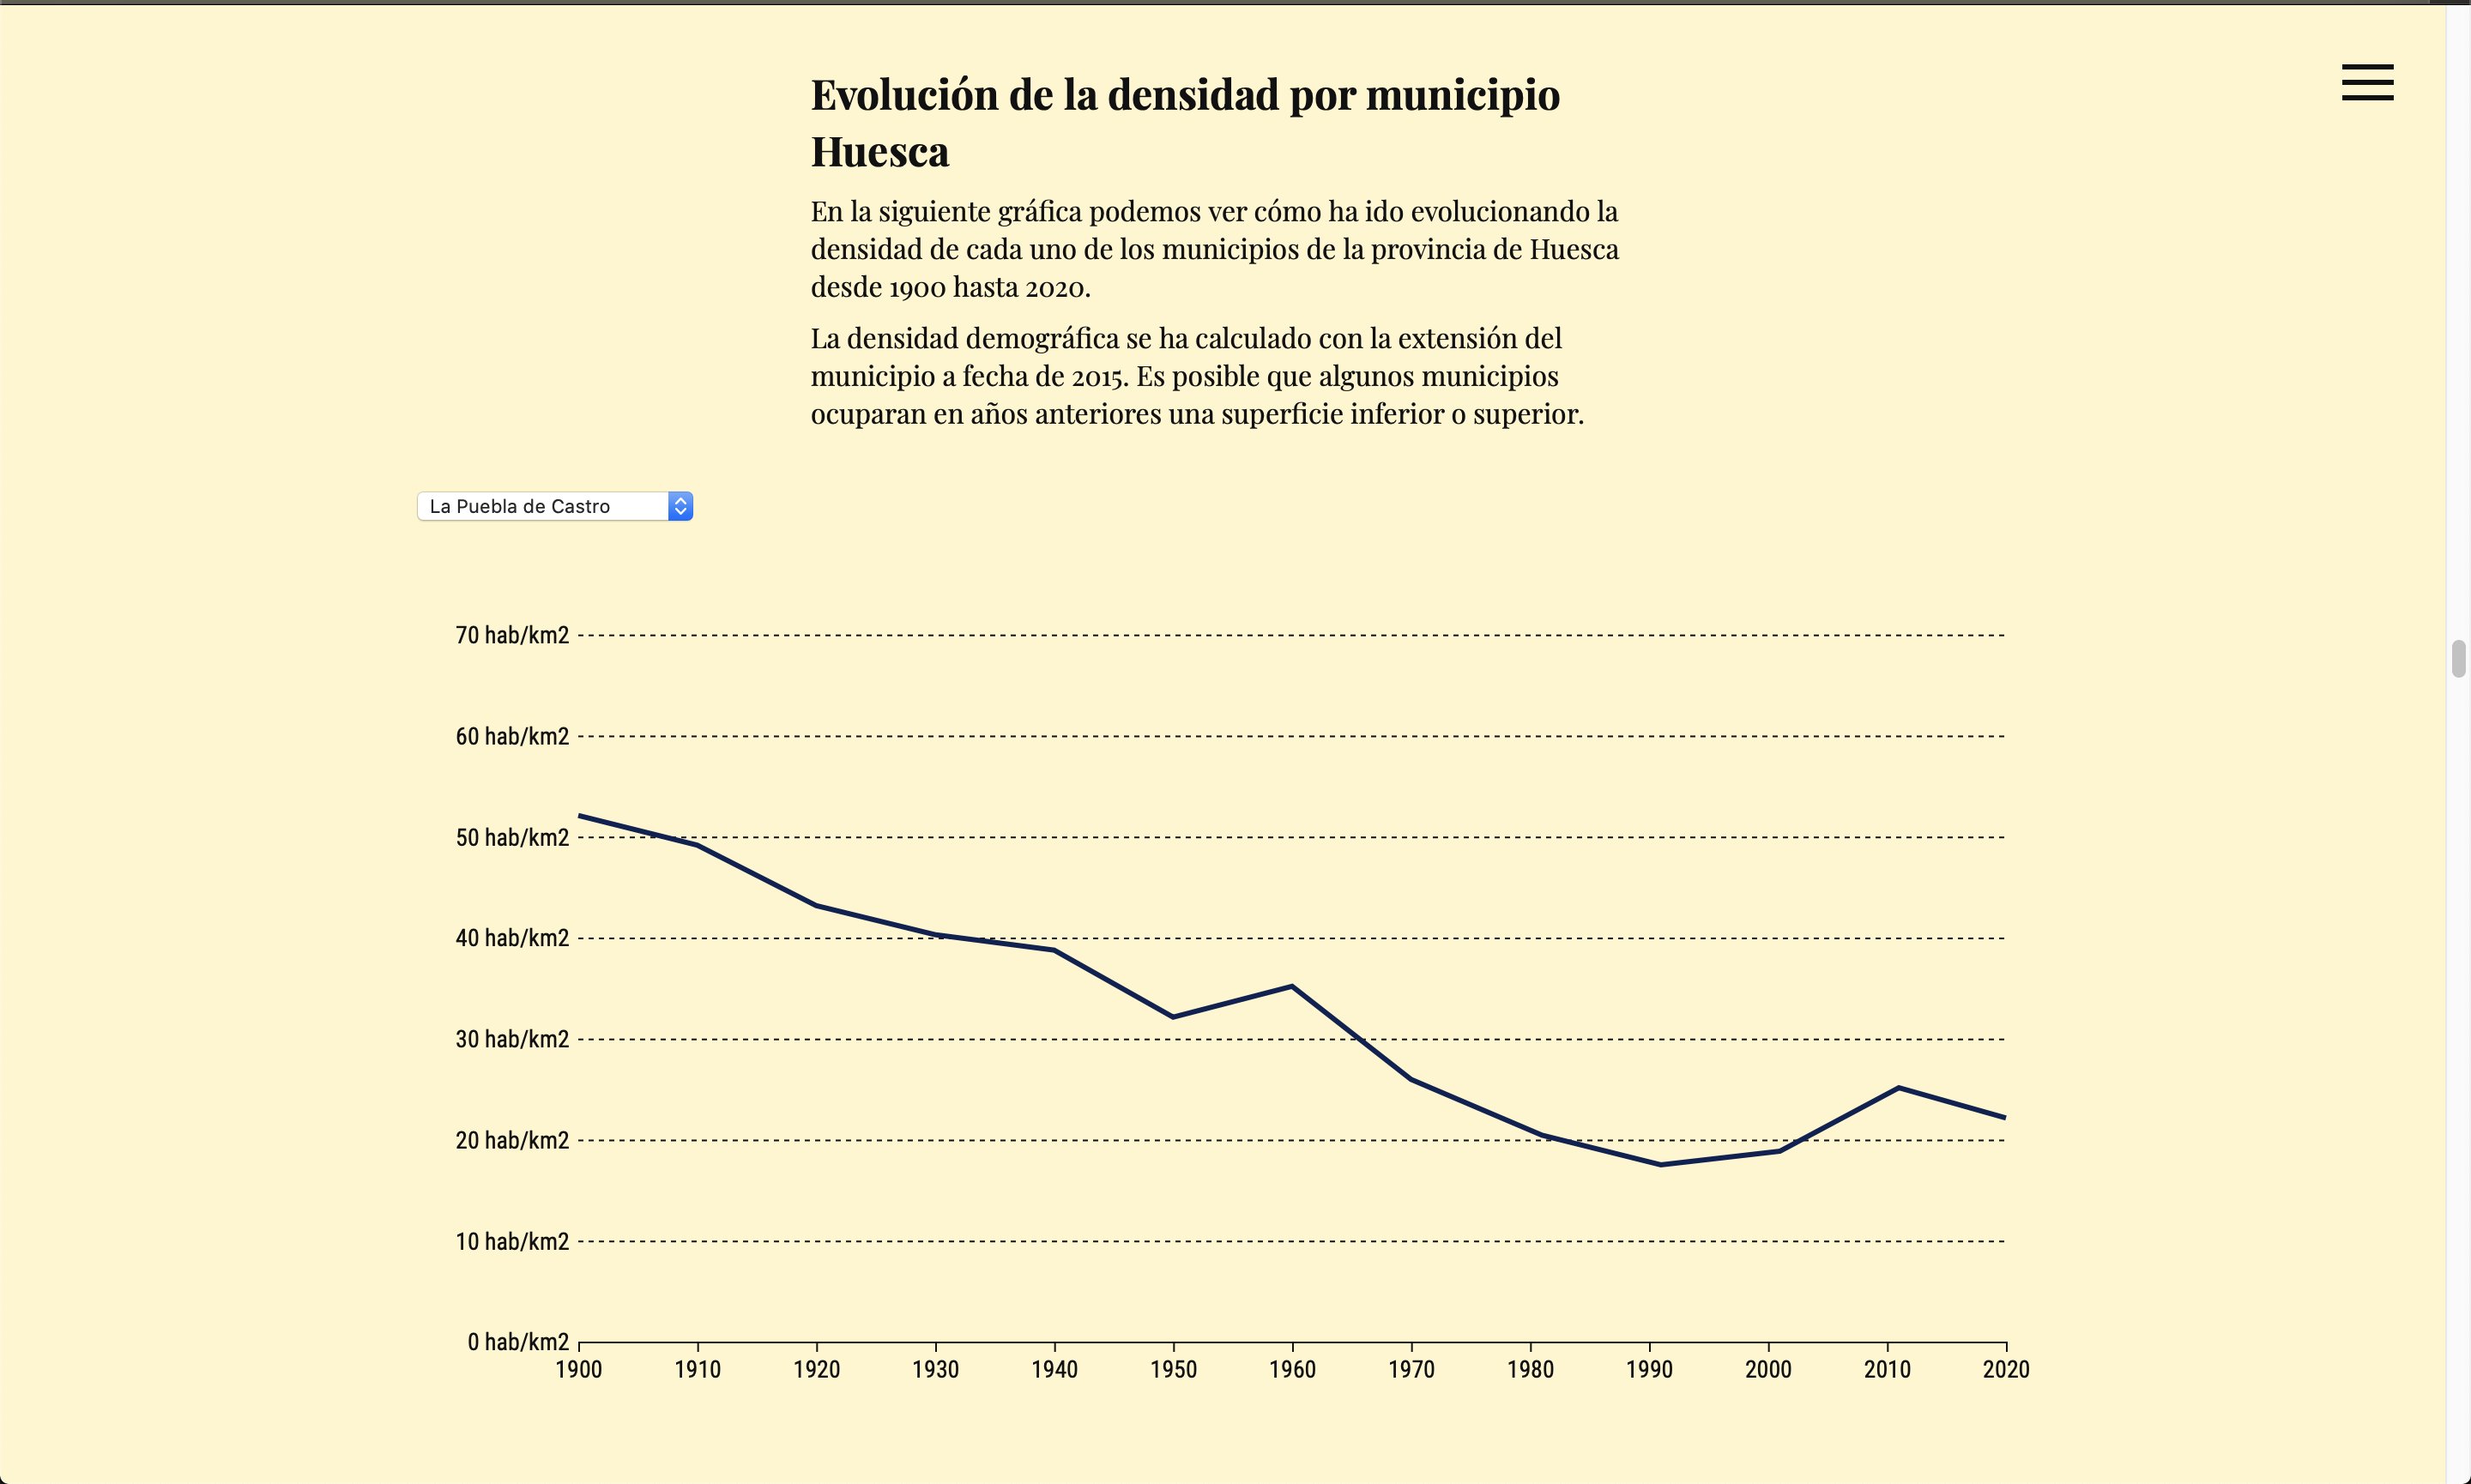 Evolución de la densidad por municipio
Huesca
En la siguiente gráfica podemos ver cómo ha ido evolucionando la
densidad de cada uno de los municipios de la provincia de Huesca
desde 1900 hasta 2020.
La densidad demográfica se ha calculado con la extensión del
municipio a fecha de 2015. Es posible que algunos municipios
ocuparan en años anteriores una superficie inferior o superior.
La Puebla de Castro
70 hab/km2
60 hab/km2
50 hab/km2
40 hab/km2
30 hab/km2
20 hab/km2
10 hab/km2
0 hab/km2
1900 1910 1920 1930 1940 1950 1960 1970 1980 1990 2000 2010 2020